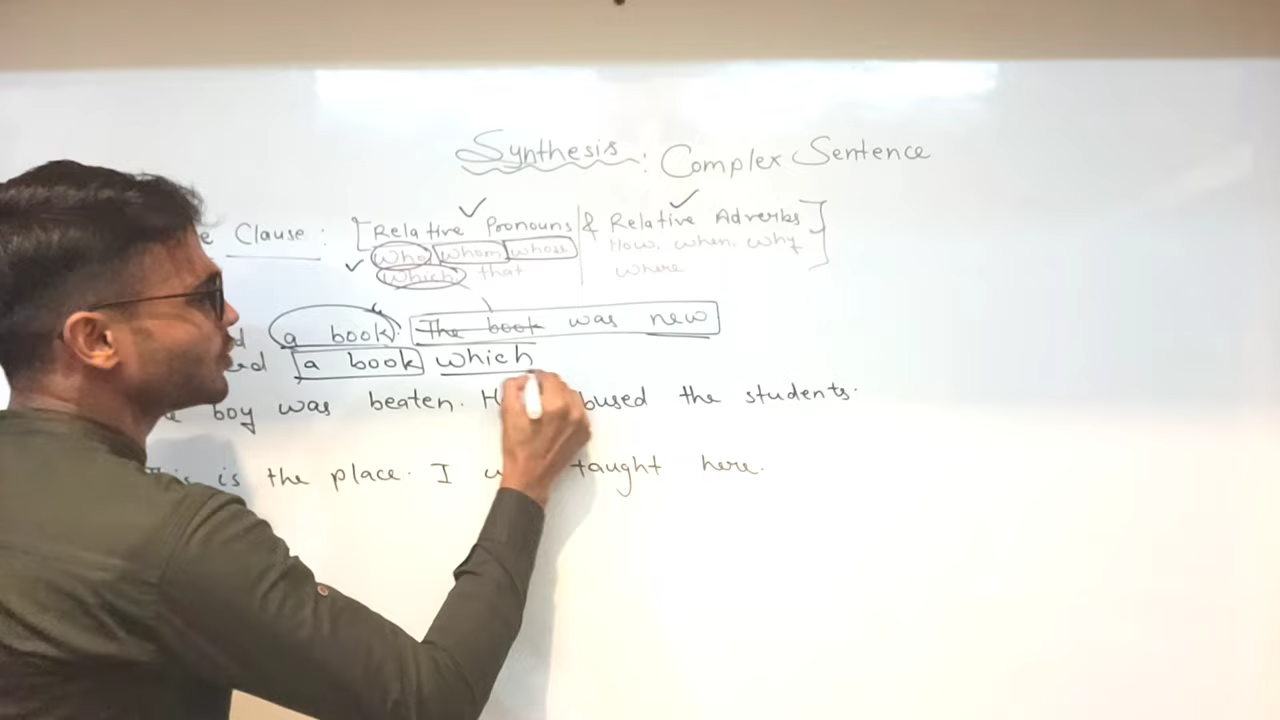 Synthesis: Complex Sentence
Clause: [Relative Pronouns & Relative Adverbs]
who whom whose How, when, why
which that where
a book. The book was new
a book which
boy was beaten. bused the students.
is the place. I taught here.